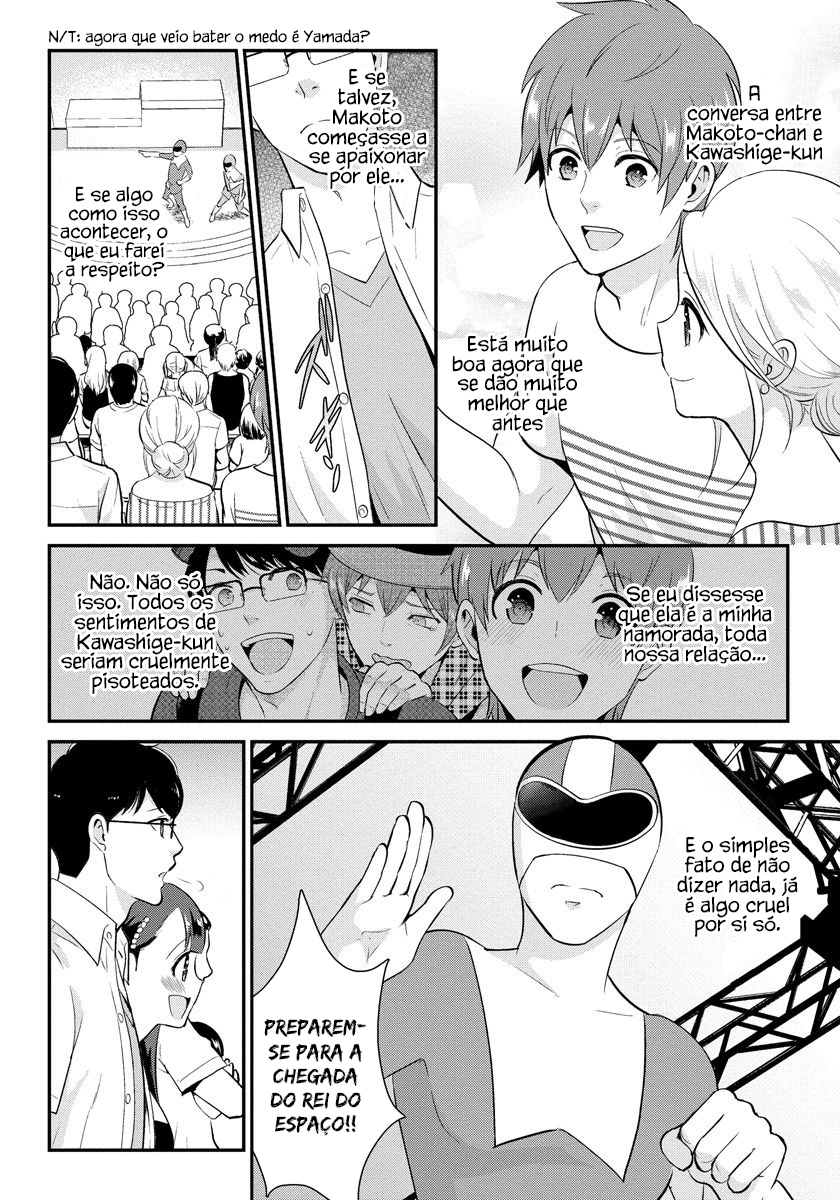 N/T: agora que veio bater o medo é Yamada?
A
conversa entre
Makoto-chan e
Kawashige-kun
Está muito
boa agora que
se dão muito
melhor que
antes
E se
talvez,
Makoto
começasse a
se apaixonar
por ele...
E se algo
como isso
acontecer, o
que eu farei
a respeito?
Se eu dissesse
que ela é a minha
namorada, toda
nossa relação...
Não. Não só
isso. Todos os
sentimentos de
Kawashige-kun
seriam cruelmente
pisoteados.
E o simples
fato de não
dizer nada, já
é algo cruel
por si só.
PREPAREM-
SE PARA A
CHEGADA
DO REI DO
ESPAÇO!!